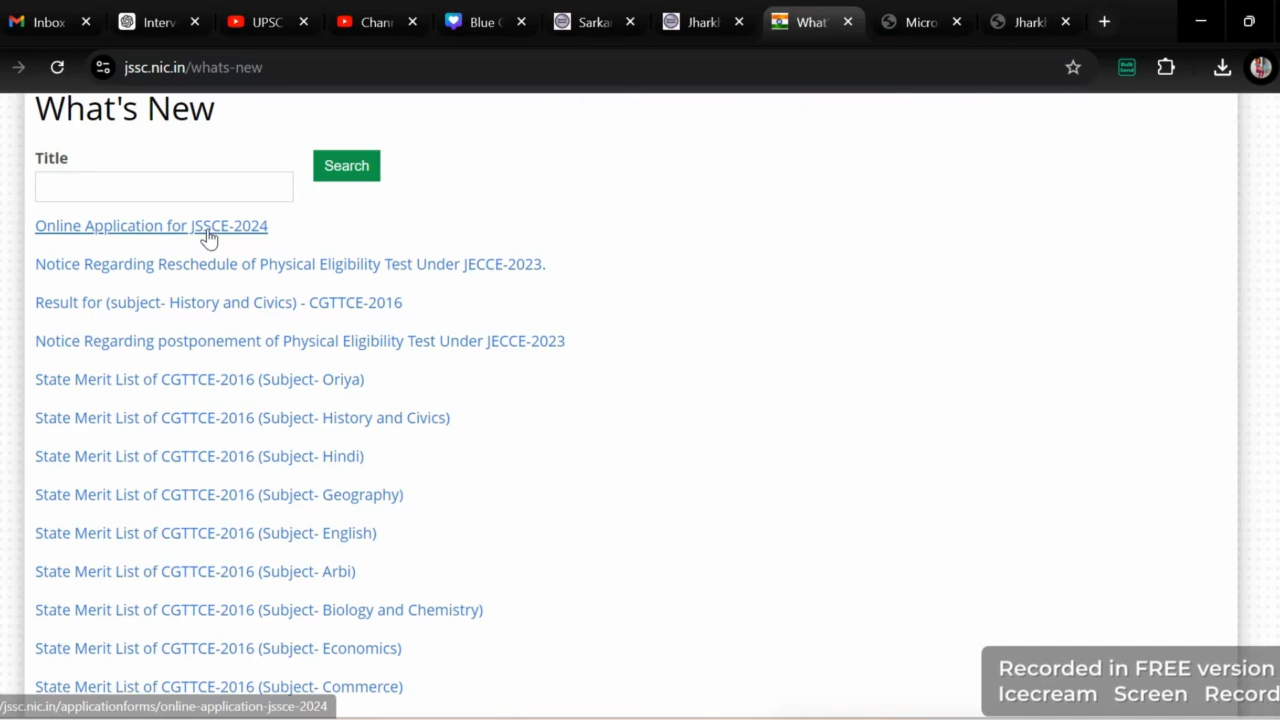 Inbox
Interv
UPSC
Chann
Blue
Sarka
Jharkh
What'
Micro
Jharkh
jssc.nic.in/whats-new
Bulk Send
What's New
Title
Search
Online Application for JSSCE-2024
Notice Regarding Reschedule of Physical Eligibility Test Under JECCE-2023.
Result for (subject- History and Civics) - CGTTCE-2016
Notice Regarding postponement of Physical Eligibility Test Under JECCE-2023
State Merit List of CGTTCE-2016 (Subject- Oriya)
State Merit List of CGTTCE-2016 (Subject- History and Civics)
State Merit List of CGTTCE-2016 (Subject- Hindi)
State Merit List of CGTTCE-2016 (Subject- Geography)
State Merit List of CGTTCE-2016 (Subject- English)
State Merit List of CGTTCE-2016 (Subject- Arbi)
State Merit List of CGTTCE-2016 (Subject- Biology and Chemistry)
State Merit List of CGTTCE-2016 (Subject- Economics)
State Merit List of CGTTCE-2016 (Subject- Commerce)
/jssc.nic.in/applicationforms/online-application-jssce-2024
Recorded in FREE version
Icecream Screen Record